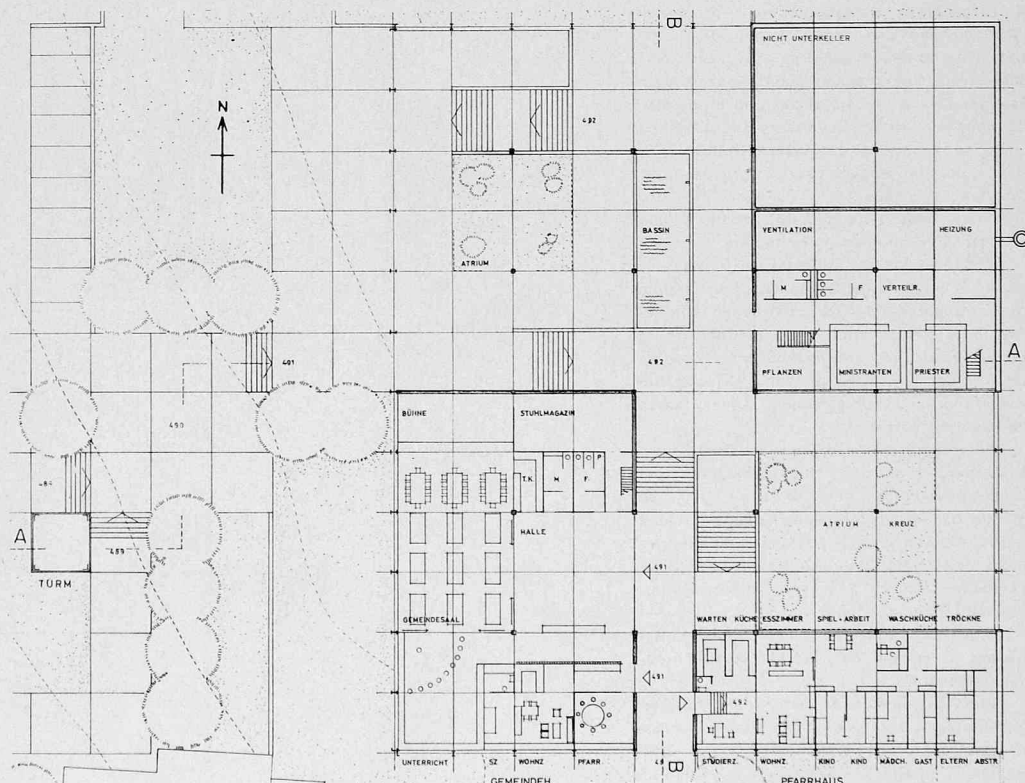 B
NICHT UNTERKELLER
N
492
VENTILATION HEIZUNG
BASSIN
ATRIUM
M F VERTEILR.
491 492 A
PFLANZEN MINISTRANTEN PRIESTER
BÜHNE STUHLMAGAZIN
490
T.K. M F. P
484
HALLE ATRIUM KREUZ
A 489
TURM
491
GEMEINDESAAL WARTEN KÜCHE ESSZIMMER SPIEL+ARBEIT WASCHKÜCHE TRÖCKNE
491
492
UNTERRICHT SZ WOHNZ PFARR. B STUDIERZ. WOHNZ. KIND KIND MÄDCH. GAST ELTERN ABSTR.
GEMEINDEH PFARRHAUS